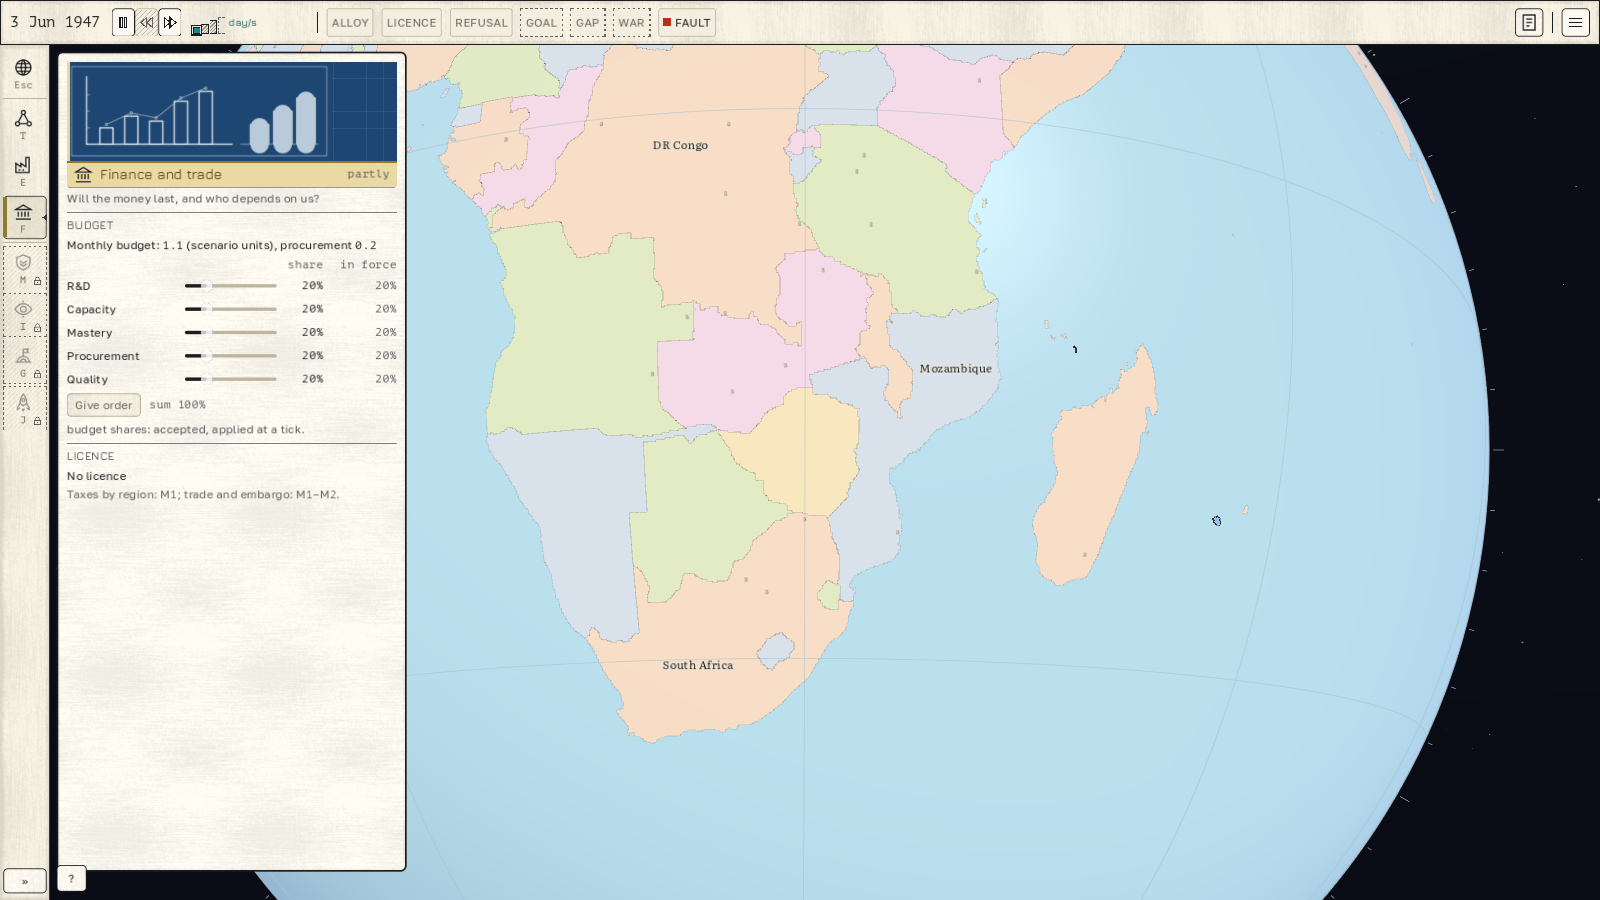 3 Jun 1947
day/s
ALLOY
LICENCE
REFUSAL
GOAL
GAP
WAR
FAULT
Esc
T
E
F
M
I
G
J
»
Finance and trade
partly
Will the money last, and who depends on us?
BUDGET
Monthly budget: 1.1 (scenario units), procurement 0.2
share in force
R&D 20% 20%
Capacity 20% 20%
Mastery 20% 20%
Procurement 20% 20%
Quality 20% 20%
Give order sum 100%
budget shares: accepted, applied at a tick.
LICENCE
No licence
Taxes by region: M1; trade and embargo: M1–M2.
?
DR Congo
Mozambique
South Africa